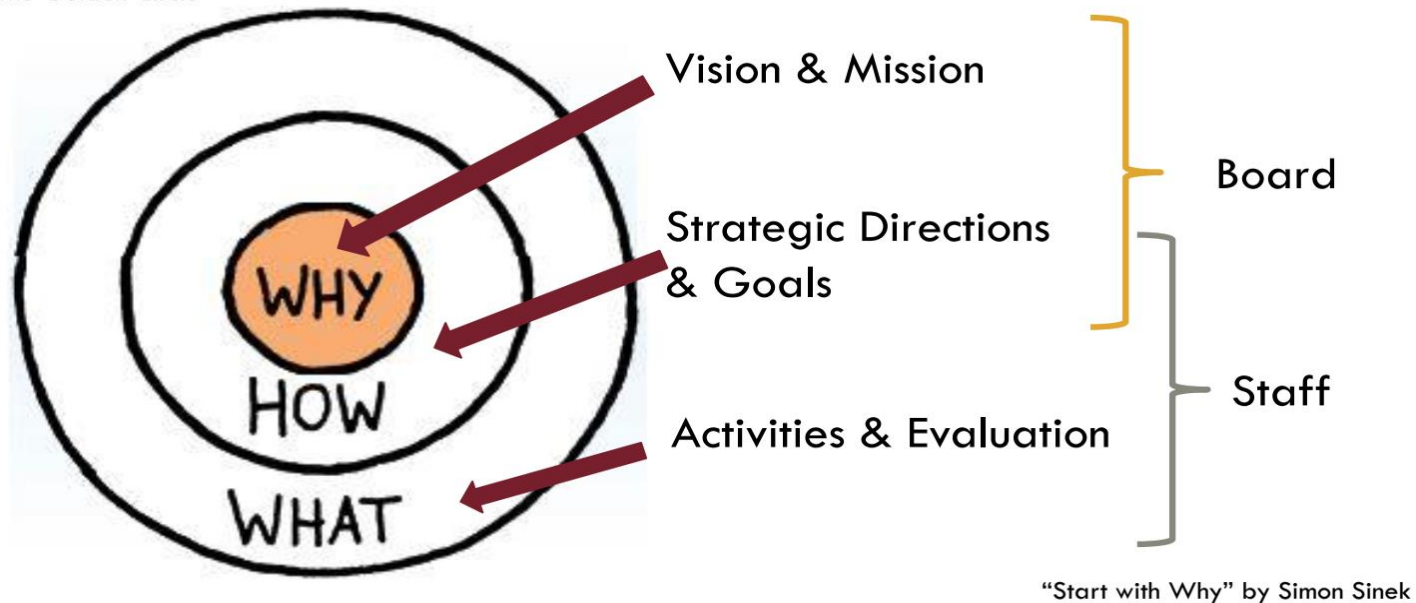 Vision & Mission
Board
Strategic Directions
& Goals
WHY
HOW
Staff
Activities & Evaluation
WHAT
“Start with Why” by Simon Sinek